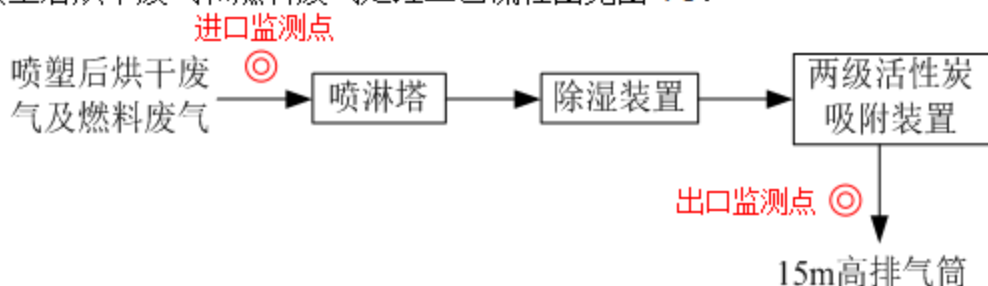 进口监测点
喷塑后烘干废
气及燃料废气
喷淋塔
除湿装置
两级活性炭
吸附装置
出口监测点
15m高排气筒